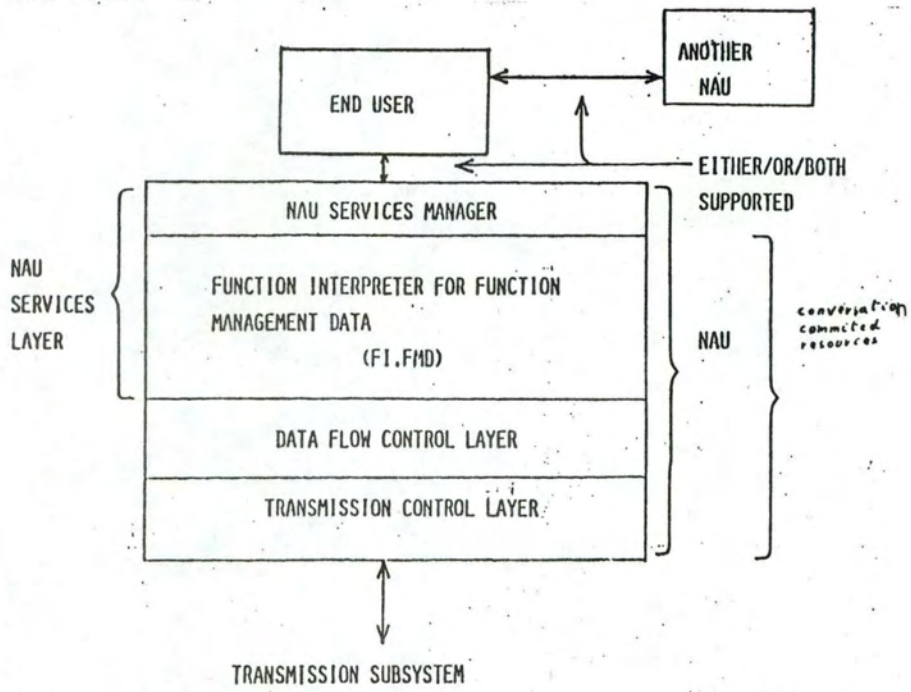 ANOTHER
NAU
END USER
EITHER/OR/BOTH
SUPPORTED
NAU SERVICES MANAGER
NAU
SERVICES
LAYER
FUNCTION INTERPRETER FOR FUNCTION
MANAGEMENT DATA
(FI.FMD)
NAU
conversation
commited
resources
DATA FLOW CONTROL LAYER
TRANSMISSION CONTROL LAYER
TRANSMISSION SUBSYSTEM